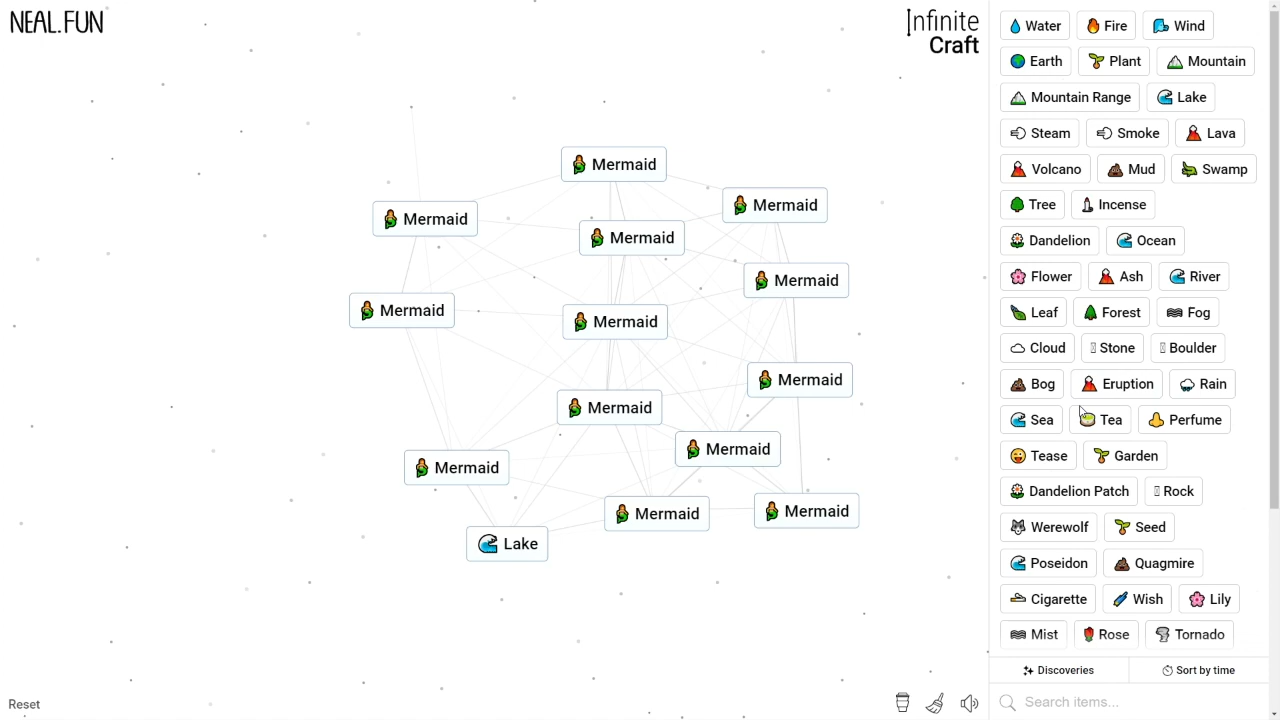 NEAL.FUN
Infinite
Craft
Mermaid
Mermaid
Mermaid
Mermaid
Mermaid
Mermaid
Mermaid
Mermaid
Mermaid
Mermaid
Mermaid
Mermaid
Mermaid
Lake
Reset
Water Fire Wind
Earth Plant Mountain
Mountain Range Lake
Steam Smoke Lava
Volcano Mud Swamp
Tree Incense
Dandelion Ocean
Flower Ash River
Leaf Forest Fog
Cloud Stone Boulder
Bog Eruption Rain
Sea Tea Perfume
Tease Garden
Dandelion Patch Rock
Werewolf Seed
Poseidon Quagmire
Cigarette Wish Lily
Mist Rose Tornado
Discoveries Sort by time
Search items...